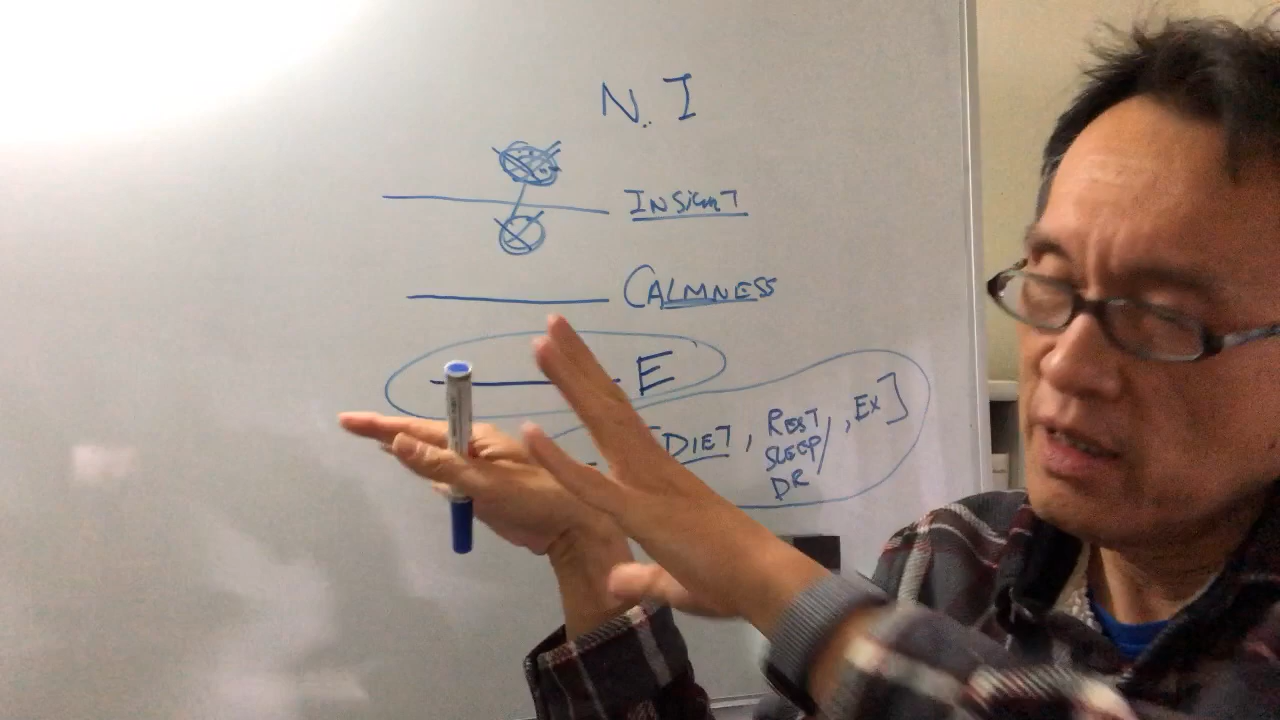 N. I
INSIGHT
CALMNESS
E
[DIET, REST, SLEEP/DR, EX]